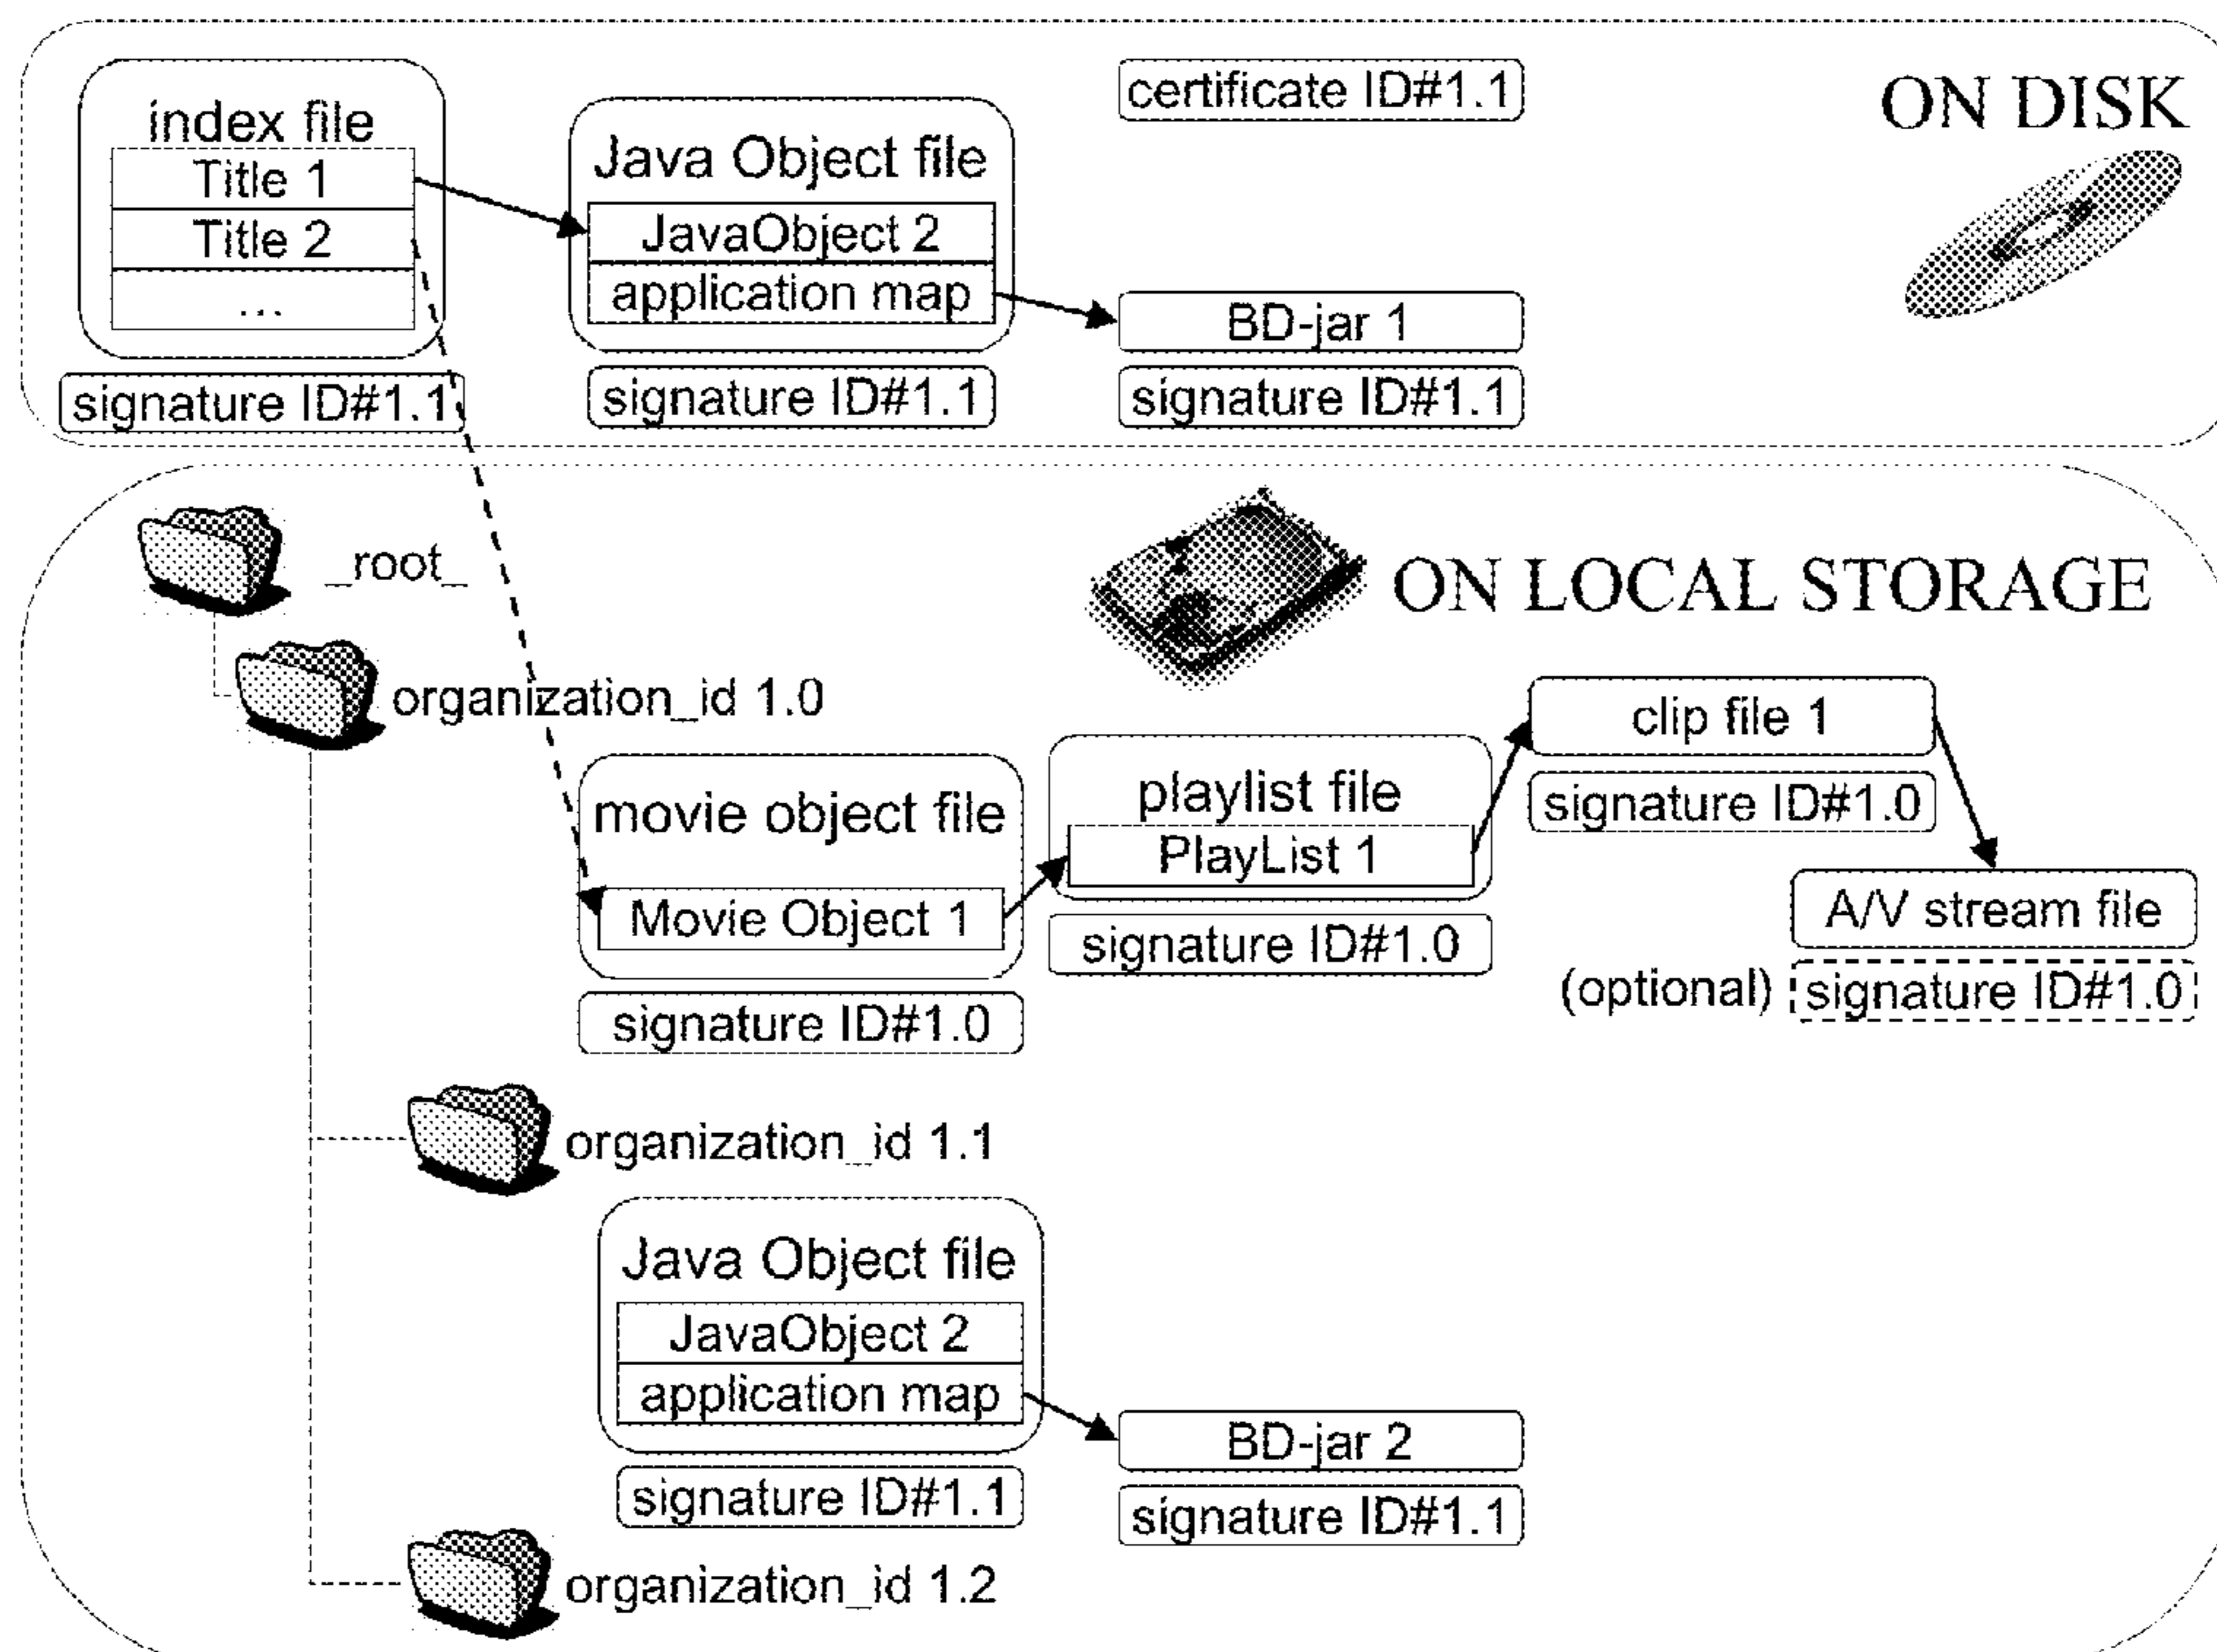 ON DISK
index file
Title 1
Title 2
...
signature ID#1.1
Java Object file
JavaObject 2
application map
signature ID#1.1
certificate ID#1.1
BD-jar 1
signature ID#1.1
ON LOCAL STORAGE
_root_
organization_id 1.0
movie object file
Movie Object 1
signature ID#1.0
playlist file
PlayList 1
signature ID#1.0
clip file 1
signature ID#1.0
A/V stream file
(optional) signature ID#1.0
organization_id 1.1
Java Object file
JavaObject 2
application map
signature ID#1.1
BD-jar 2
signature ID#1.1
organization_id 1.2